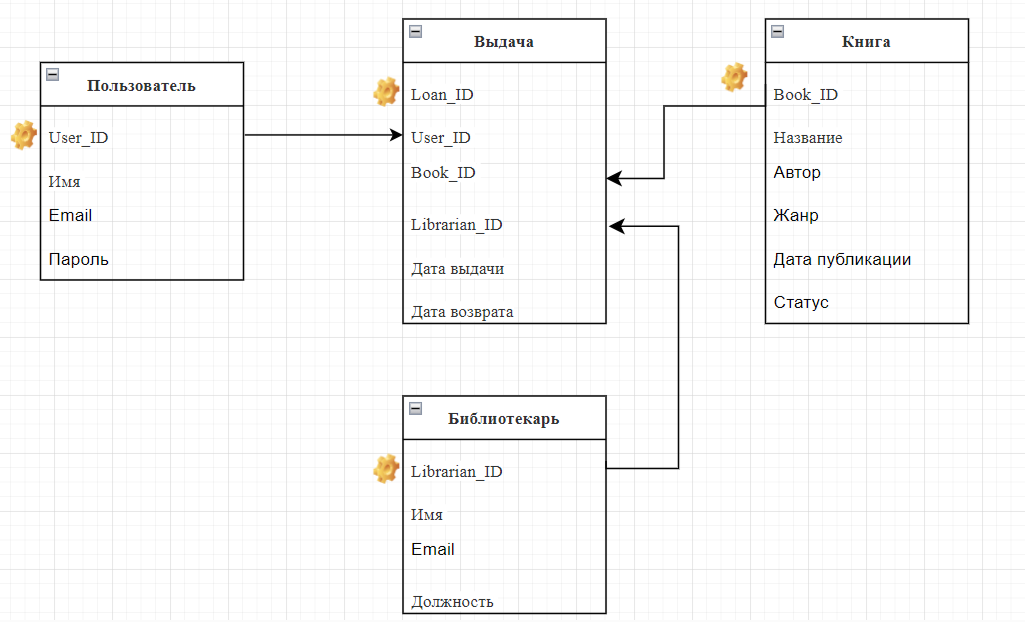 Пользователь
User_ID
Имя
Email
Пароль
Выдача
Loan_ID
User_ID
Book_ID
Librarian_ID
Дата выдачи
Дата возврата
Книга
Book_ID
Название
Автор
Жанр
Дата публикации
Статус
Библиотекарь
Librarian_ID
Имя
Email
Должность